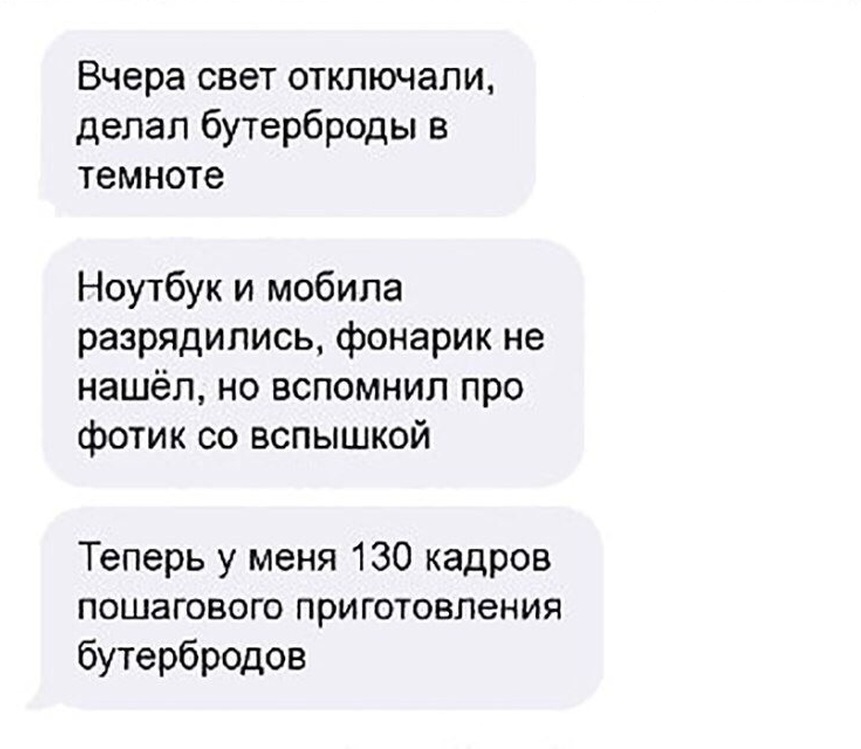 Вчера свет отключали,
делал бутерброды в
темноте
Ноутбук и мобила
разрядились, фонарик не
нашёл, но вспомнил про
фотик со вспышкой
Теперь у меня 130 кадров
пошагового приготовления
бутербродов